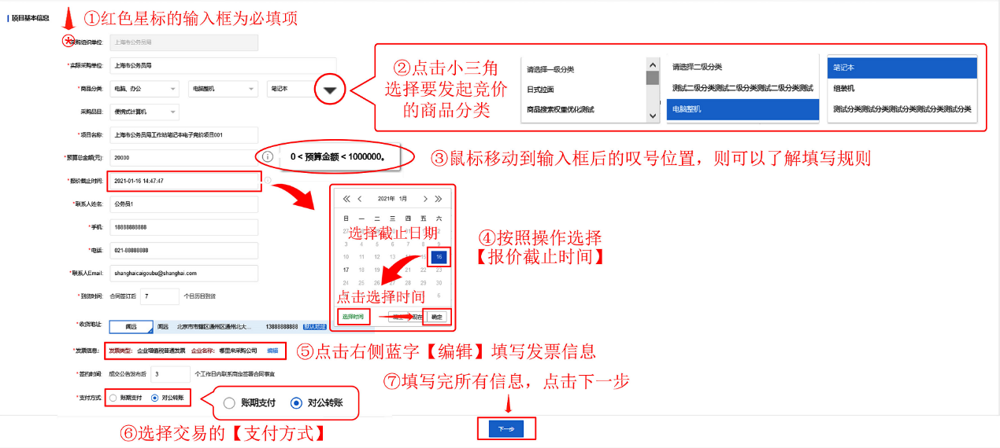 项目基本信息
①红色星标的输入框为必填项
*采购组织单位: 上海市公务员局
*实际采购单位: 上海市公务员局
*商品分类: 电脑、办公 电脑整机 笔记本
②点击小三角
选择要发起竞价
的商品分类
请选择一级分类
日式拉面
商品搜索权重优化测试
请选择二级分类
测试二级分类测试二级分类测试二级分类测试
电脑整机
笔记本
组装机
测试分类测试分类测试分类测试分类测试分类
采购品目: 便携式计算机
*项目名称: 上海市公务员局工作站笔记本电子竞价项目001
*预算总金额(元): 20000
0 < 预算金额 < 1000000。
③鼠标移动到输入框后的叹号位置，则可以了解填写规则
*报价截止时间: 2021-01-16 14:47:47
2021年 1月
日 一 二 三 四 五 六
选择截止日期
3 4 5 6 7 8 9
10 11 12 13 14 15 16
17 18 19 21 22 23
24 25 26 27 28 29 30
点击选择时间 6
选择时间 现在 确定
④按照操作选择
【报价截止时间】
*联系人姓名: 公务员1
*手机: 18888888888
*电话: 021-88888888
*联系人Email: shanghaicaigoubu@shanghai.com
*到货时间: 合同签订后 7 个日历日到货
*收货地址: 闻远 闻远 北京市市辖区通州区通州北大... 13888888888 默认地址
*发票信息: 发票类型: 企业增值税普通发票 企业名称: 哪里来采购公司 编辑
⑤点击右侧蓝字【编辑】填写发票信息
*签约时间: 成交公告发布后 3 个工作日内联系商定签署合同事宜
⑦填写完所有信息，点击下一步
*支付方式: 账期支付 对公转账
账期支付 对公转账
⑥选择交易的【支付方式】
下一步